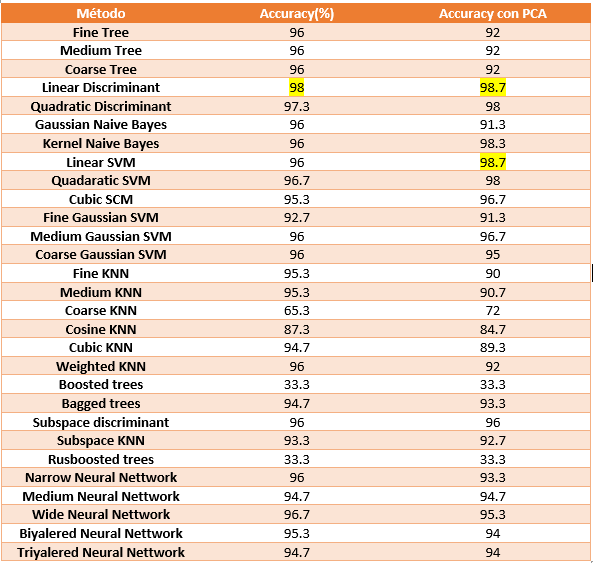 Método Accuracy(%) Accuracy con PCA
Fine Tree 96 92
Medium Tree 96 92
Coarse Tree 96 92
Linear Discriminant 98 98.7
Quadratic Discriminant 97.3 98
Gaussian Naive Bayes 96 91.3
Kernel Naive Bayes 96 98.3
Linear SVM 96 98.7
Quadaratic SVM 96.7 98
Cubic SCM 95.3 96.7
Fine Gaussian SVM 92.7 91.3
Medium Gaussian SVM 96 96.7
Coarse Gaussian SVM 96 95
Fine KNN 95.3 90
Medium KNN 95.3 90.7
Coarse KNN 65.3 72
Cosine KNN 87.3 84.7
Cubic KNN 94.7 89.3
Weighted KNN 96 92
Boosted trees 33.3 33.3
Bagged trees 94.7 93.3
Subspace discriminant 96 96
Subspace KNN 93.3 92.7
Rusboosted trees 33.3 33.3
Narrow Neural Nettwork 96 93.3
Medium Neural Nettwork 94.7 94.7
Wide Neural Nettwork 96.7 95.3
Biyalered Neural Nettwork 95.3 94
Triyalered Neural Nettwork 94.7 94